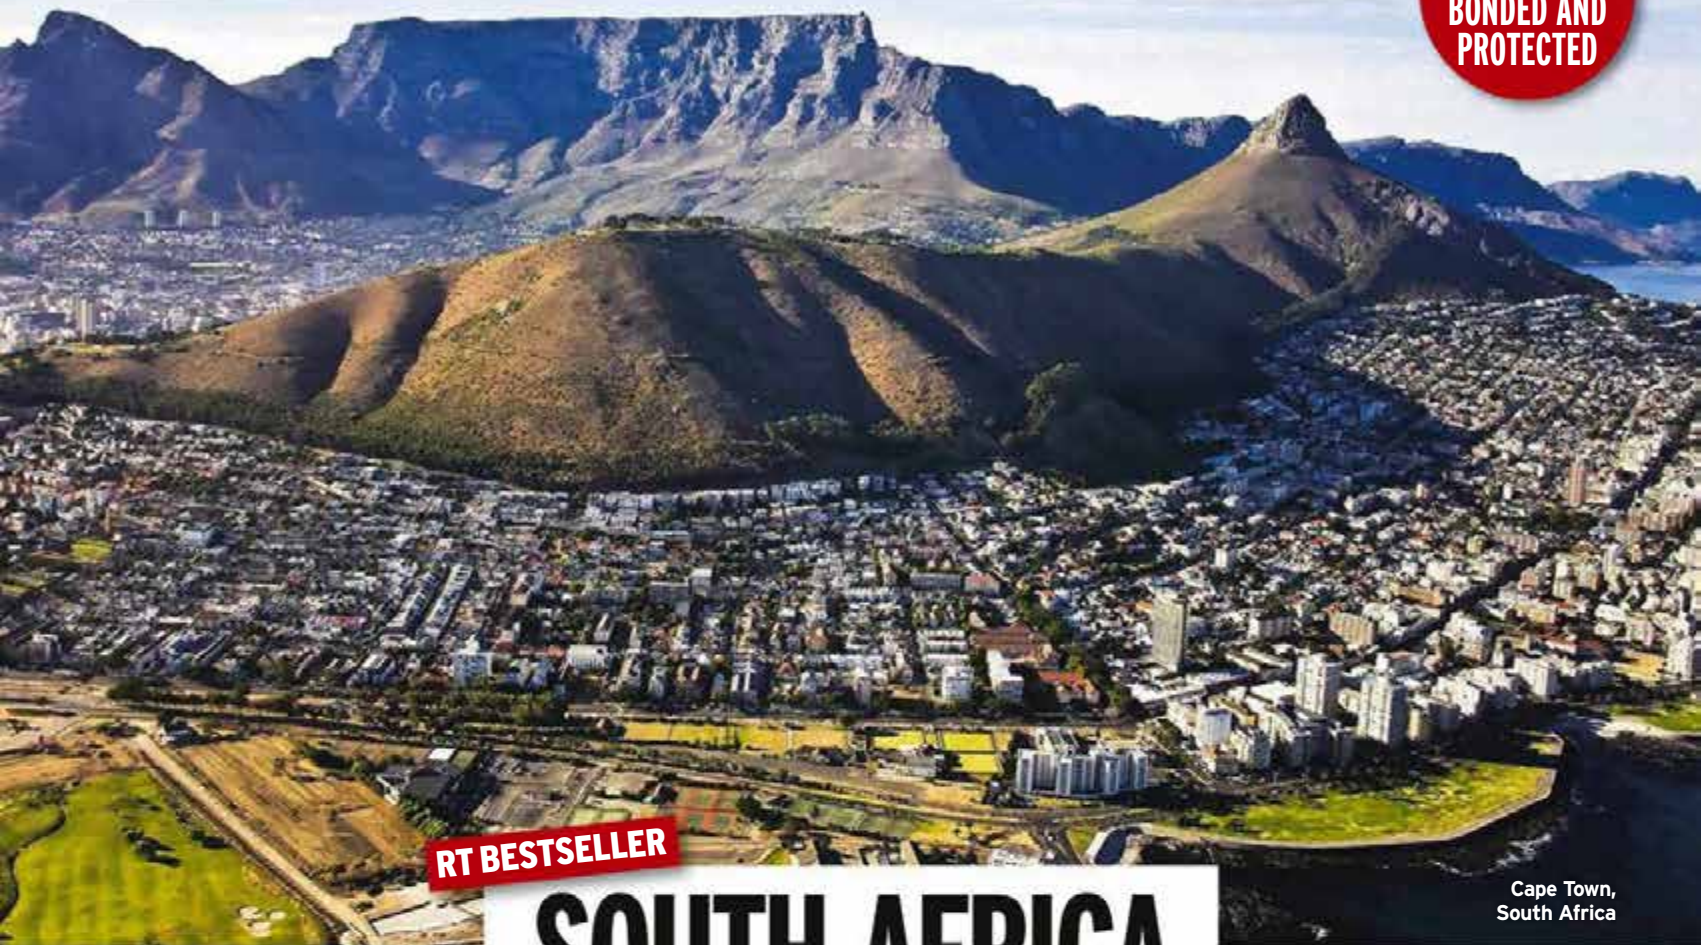 BONDED AND
PROTECTED
RT BESTSELLER
SOUTH AFRICA
Cape Town,
South Africa